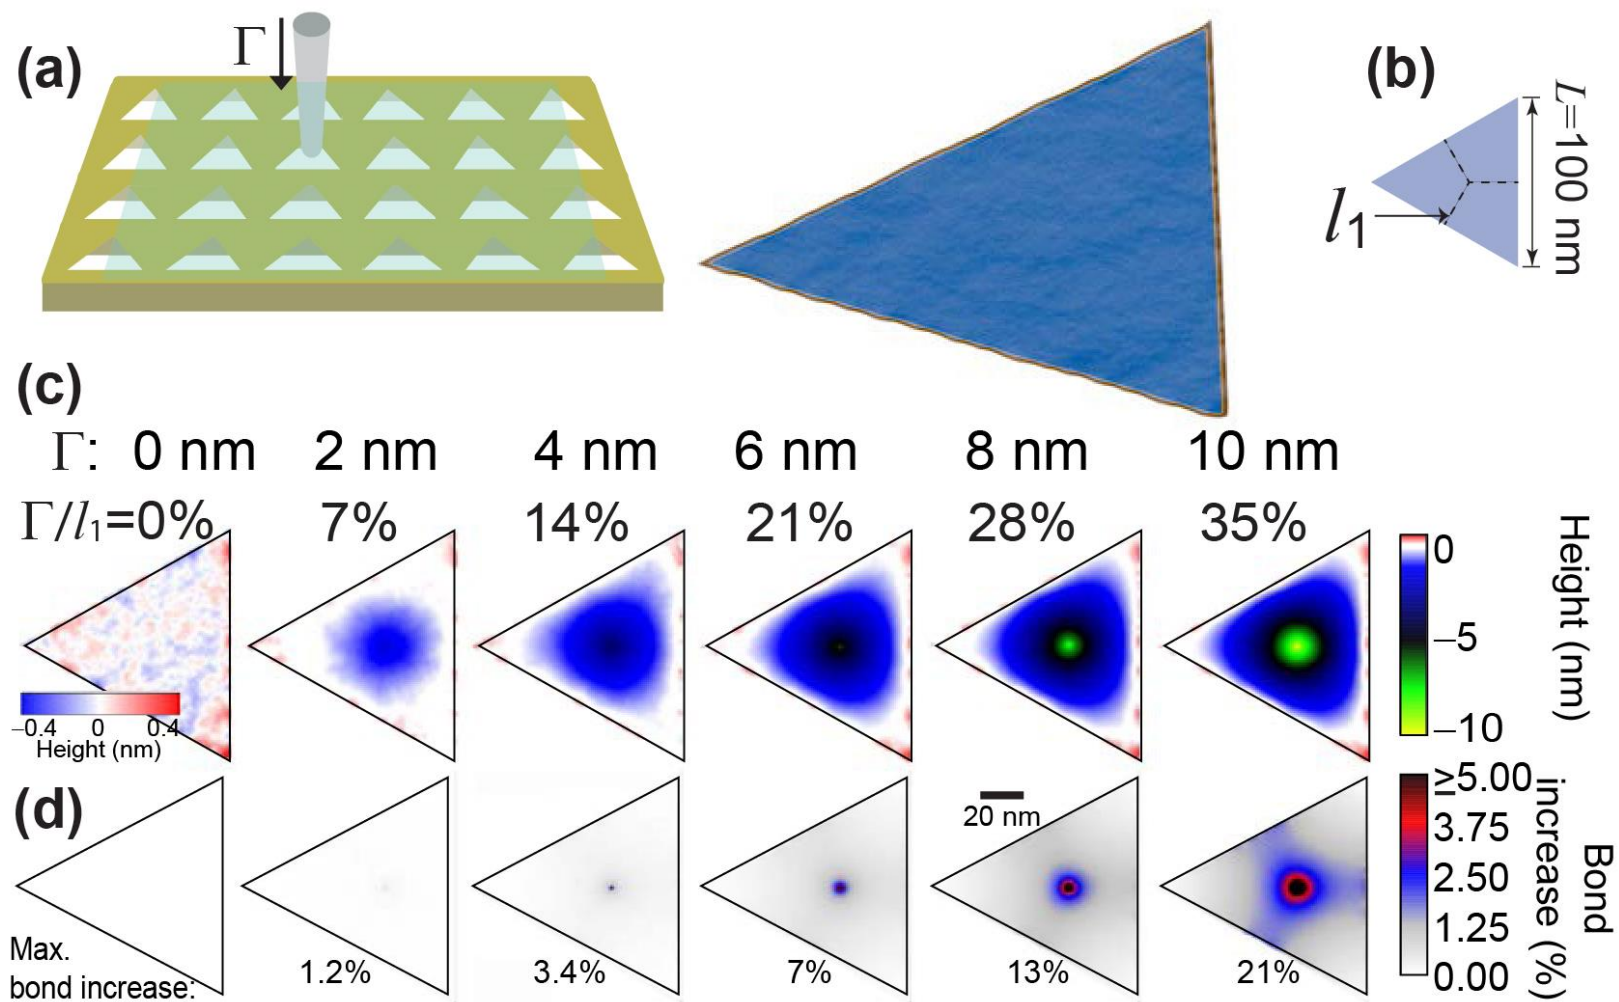 (a)
Γ
(b)
L=100 nm
l1
(c)
Γ: 0 nm 2 nm 4 nm 6 nm 8 nm 10 nm
Γ/l1=0% 7% 14% 21% 28% 35%
−0.4 0 0.4
Height (nm)
0
−5
−10
Height (nm)
(d)
20 nm
≥5.00
3.75
2.50
1.25
0.00
Bond
increase (%)
Max.
bond increase: 1.2% 3.4% 7% 13% 21%